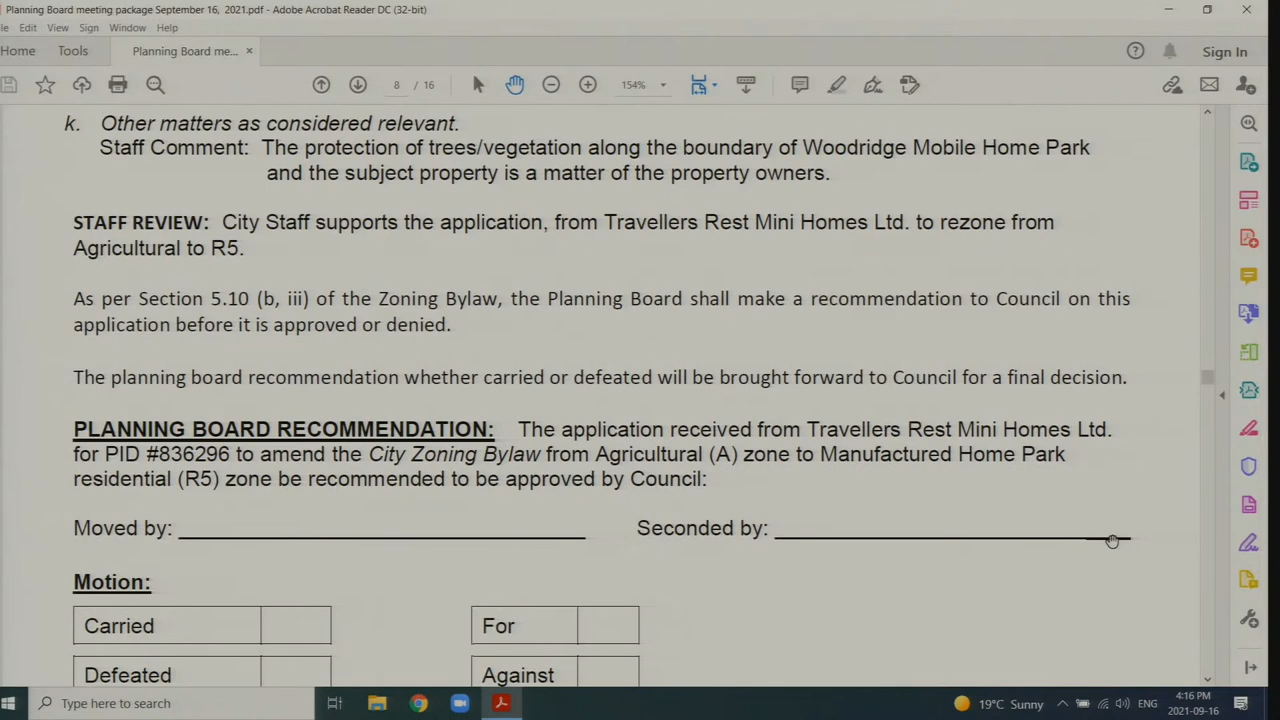 Planning Board meeting package September 16, 2021.pdf - Adobe Acrobat Reader DC (32-bit)
le Edit View Sign Window Help
Home Tools Planning Board me... × Sign In
8 / 16 154%
k. Other matters as considered relevant.
Staff Comment: The protection of trees/vegetation along the boundary of Woodridge Mobile Home Park
and the subject property is a matter of the property owners.
STAFF REVIEW: City Staff supports the application, from Travellers Rest Mini Homes Ltd. to rezone from
Agricultural to R5.
As per Section 5.10 (b, iii) of the Zoning Bylaw, the Planning Board shall make a recommendation to Council on this
application before it is approved or denied.
The planning board recommendation whether carried or defeated will be brought forward to Council for a final decision.
PLANNING BOARD RECOMMENDATION: The application received from Travellers Rest Mini Homes Ltd.
for PID #836296 to amend the City Zoning Bylaw from Agricultural (A) zone to Manufactured Home Park
residential (R5) zone be recommended to be approved by Council:
Moved by: Seconded by:
Motion:
Carried For
Defeated Against
Type here to search 19°C Sunny ENG 4:16 PM
2021-09-16